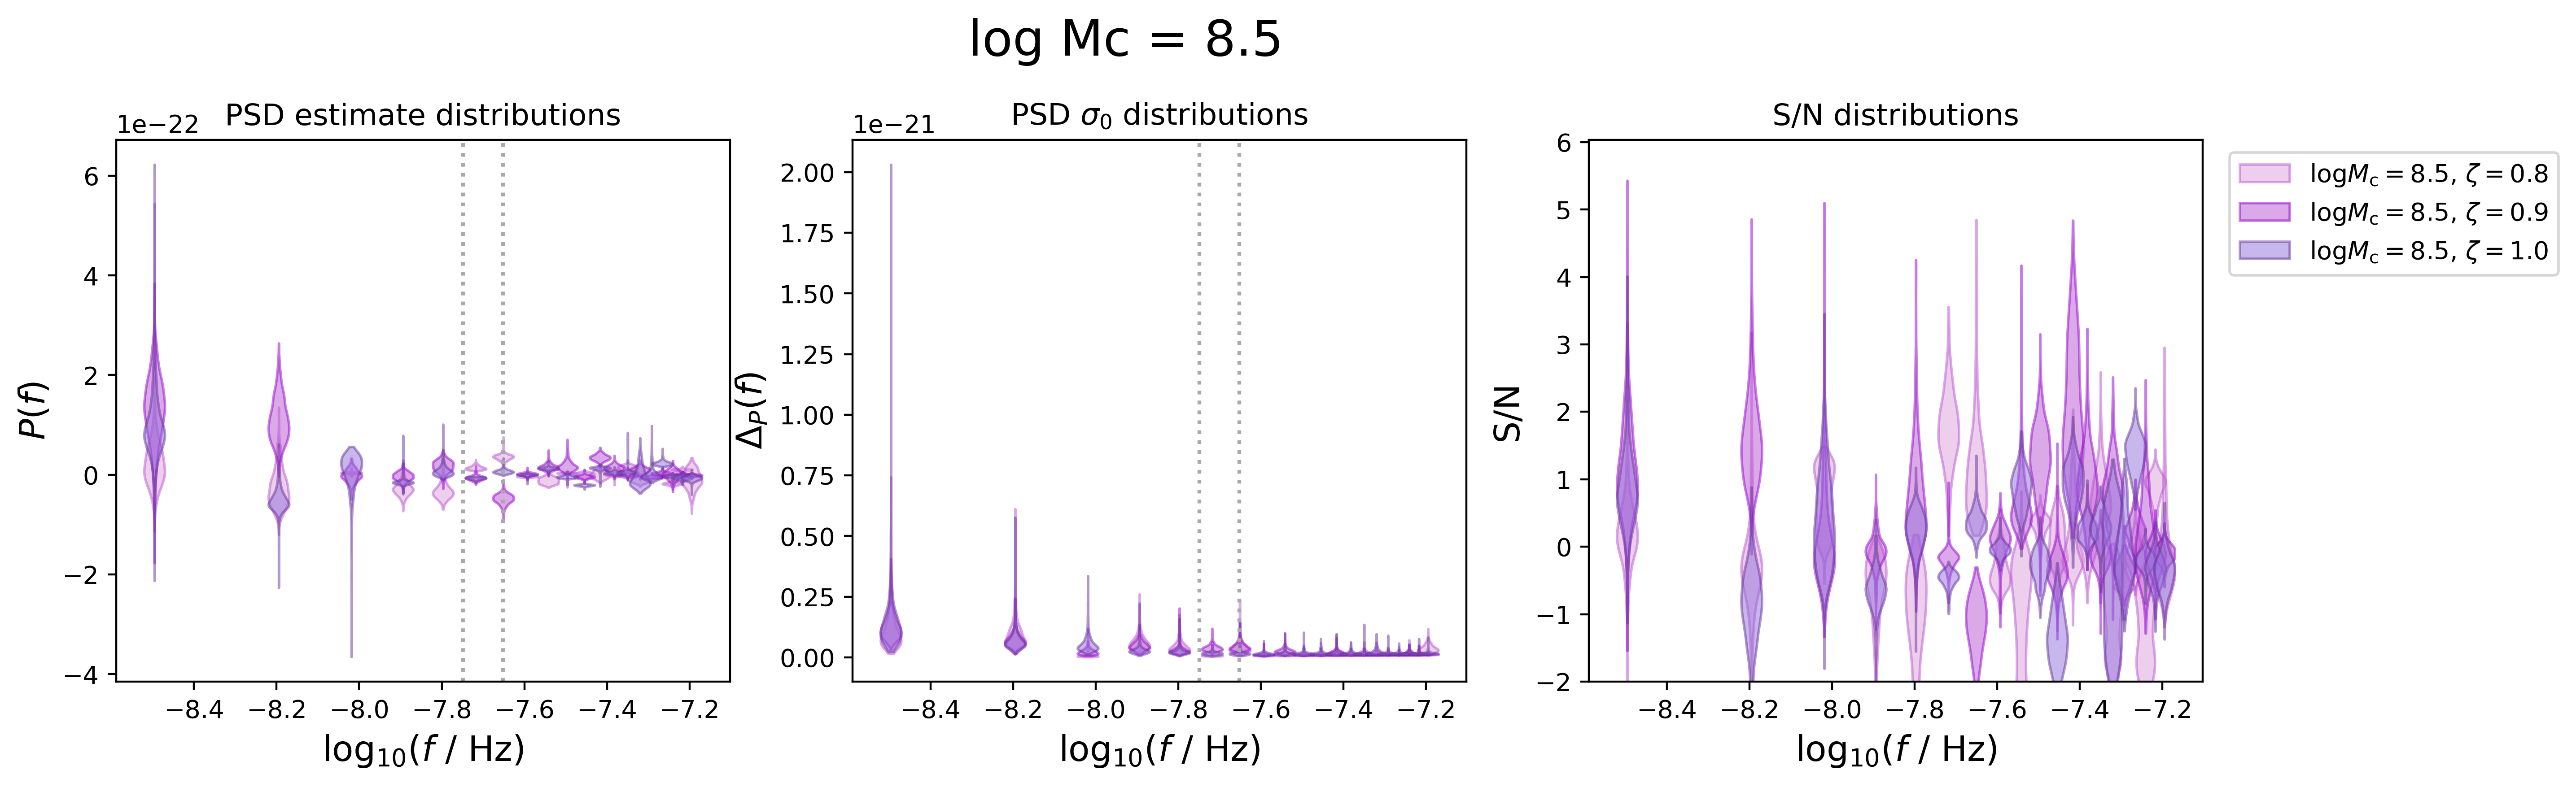 log Mc = 8.5
PSD estimate distributions
1e−22
P(f)
6
4
2
0
−2
−4
−8.4 −8.2 −8.0 −7.8 −7.6 −7.4 −7.2
log₁₀(f / Hz)
PSD σ₀ distributions
1e−21
Δ_P(f)
2.00
1.75
1.50
1.25
1.00
0.75
0.50
0.25
0.00
−8.4 −8.2 −8.0 −7.8 −7.6 −7.4 −7.2
log₁₀(f / Hz)
S/N distributions
S/N
6
5
4
3
2
1
0
−1
−2
−8.4 −8.2 −8.0 −7.8 −7.6 −7.4 −7.2
log₁₀(f / Hz)
logM_c = 8.5, ζ = 0.8
logM_c = 8.5, ζ = 0.9
logM_c = 8.5, ζ = 1.0